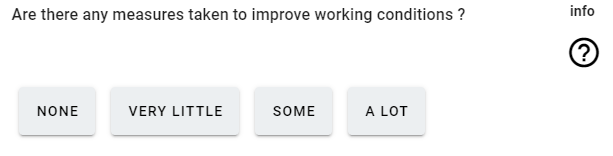 Are there any measures taken to improve working conditions ?
info
?
NONE
VERY LITTLE
SOME
A LOT